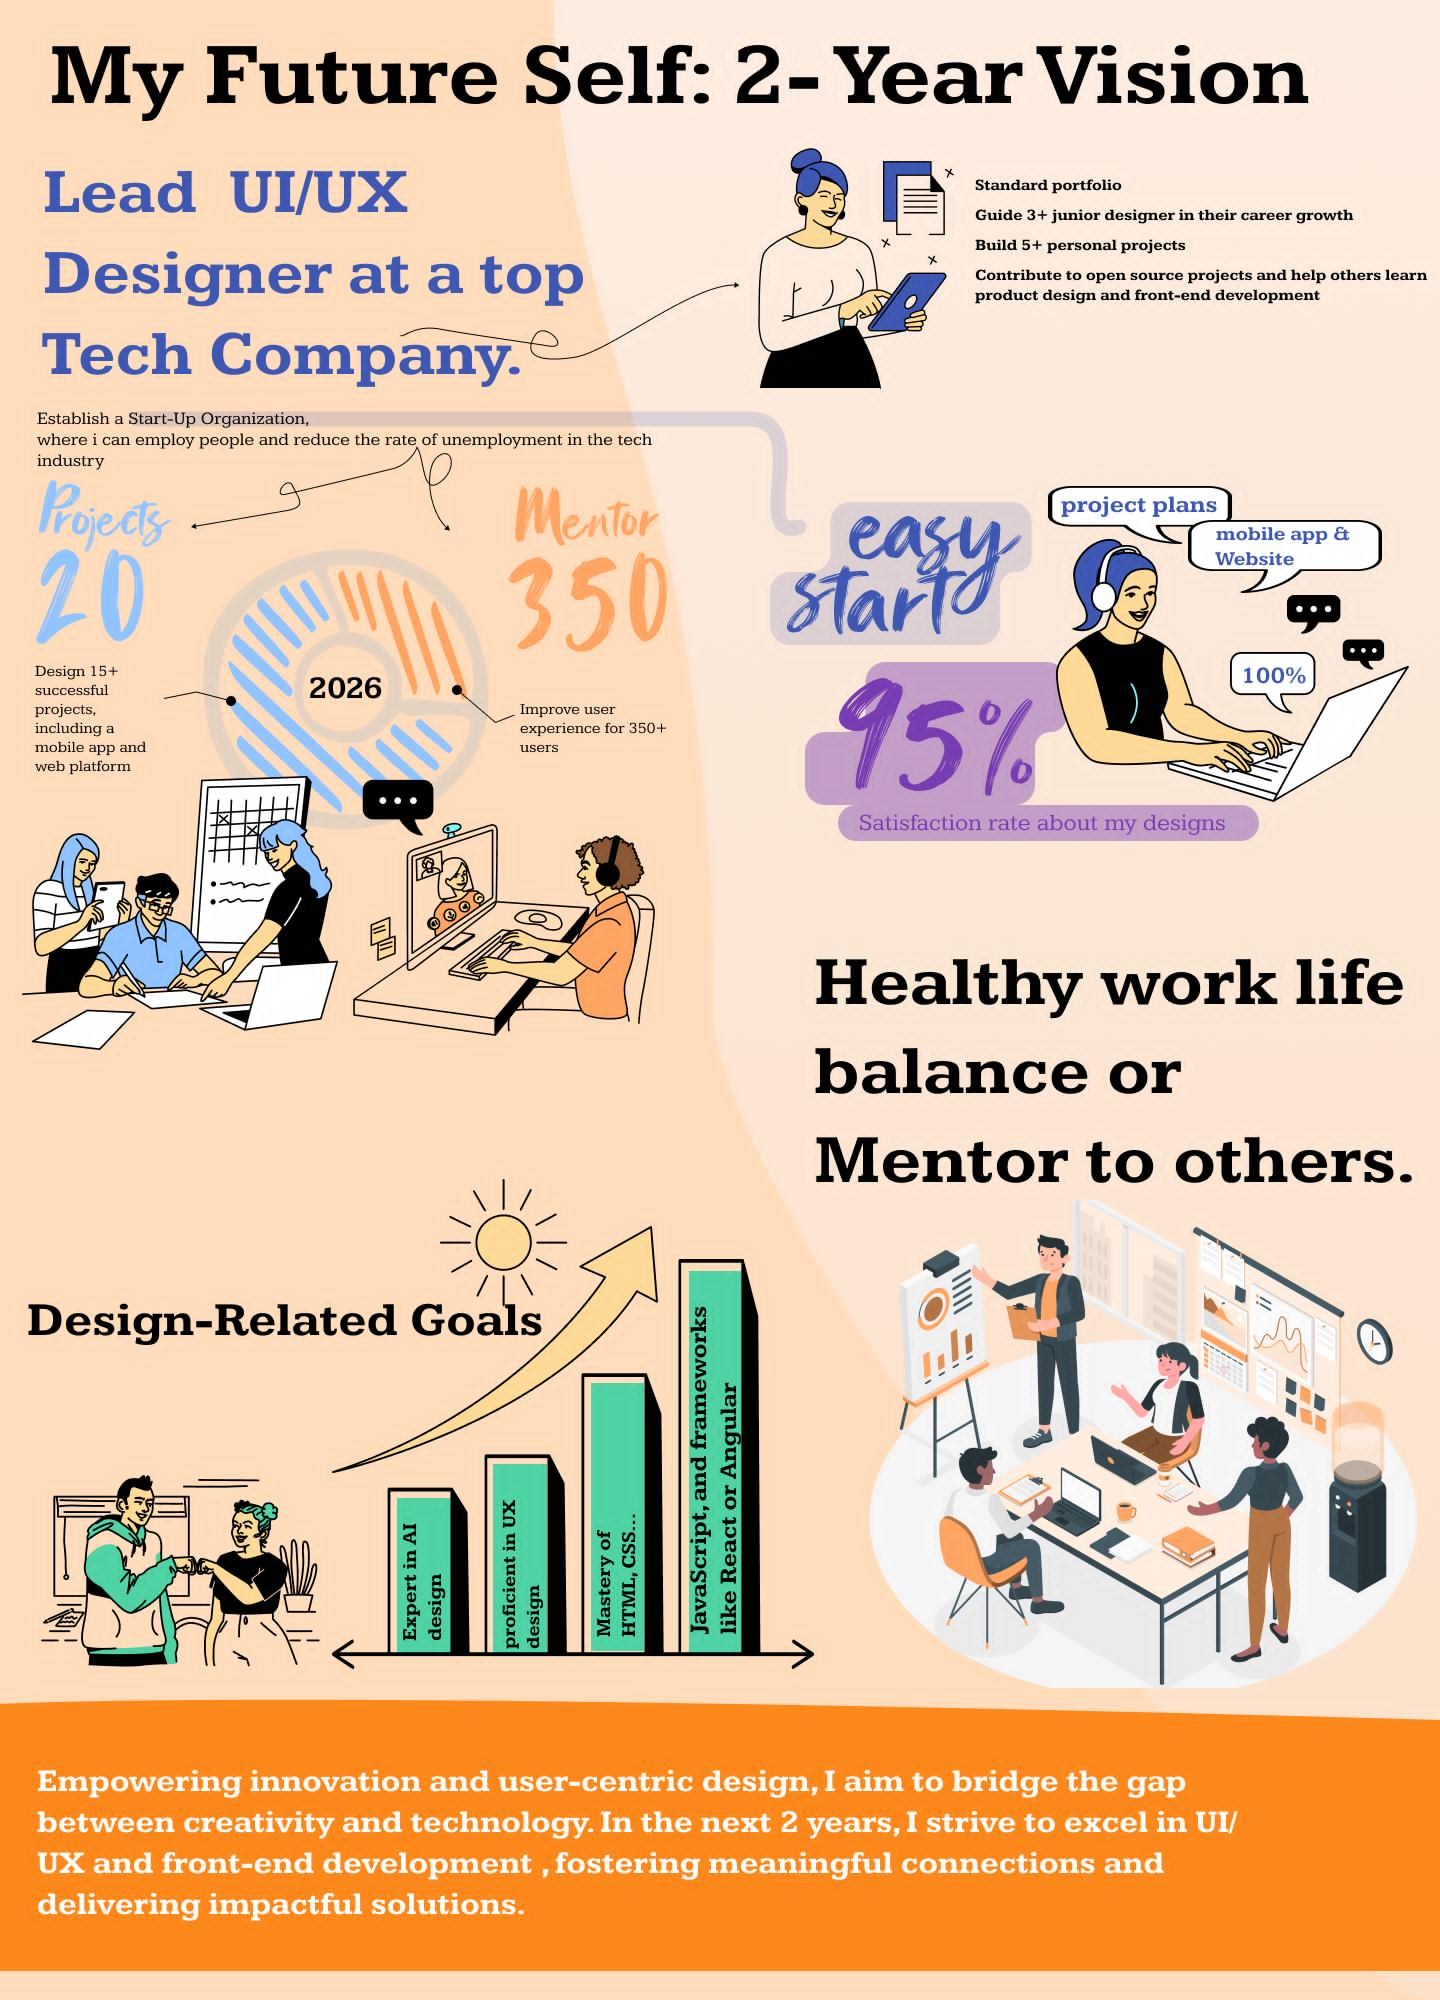 My Future Self: 2- Year Vision
Lead UI/UX
Designer at a top
Tech Company.
Standard portfolio
Guide 3+ junior designer in their career growth
Build 5+ personal projects
Contribute to open source projects and help others learn
product design and front-end development
Establish a Start-Up Organization,
where i can employ people and reduce the rate of unemployment in the tech
industry
Projects
20
Design 15+
successful
projects,
including a
mobile app and
web platform
2026
Mentor
350
Improve user
experience for 350+
users
easy
start
project plans
mobile app &
Website
100%
95%
Satisfaction rate about my designs
Healthy work life
balance or
Mentor to others.
Design-Related Goals
Expert in AI
design
proficient in UX
design
Mastery of
HTML, CSS...
JavaScript, and frameworks
like React or Angular
Empowering innovation and user-centric design, I aim to bridge the gap
between creativity and technology. In the next 2 years, I strive to excel in UI/
UX and front-end development , fostering meaningful connections and
delivering impactful solutions.